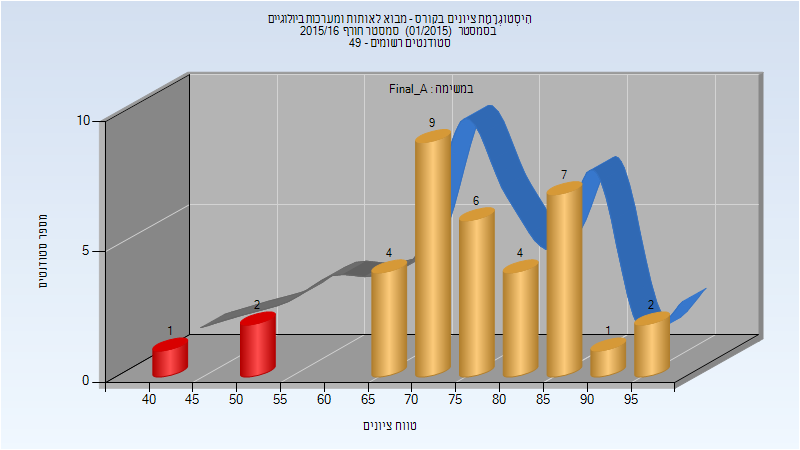 הִיסְטוֹגְרָמַת ציונים בקורס - מבוא לאותות ומערכות ביולוגיים
בסמסטר (01/2015) סמסטר חורף 2015/16
סטודנטים רשומים - 49
במשימה : Final_A
מספר סטודנטים
10
5
0
1
2
4
9
6
4
7
1
2
40 45 50 55 60 65 70 75 80 85 90 95
טווח ציונים